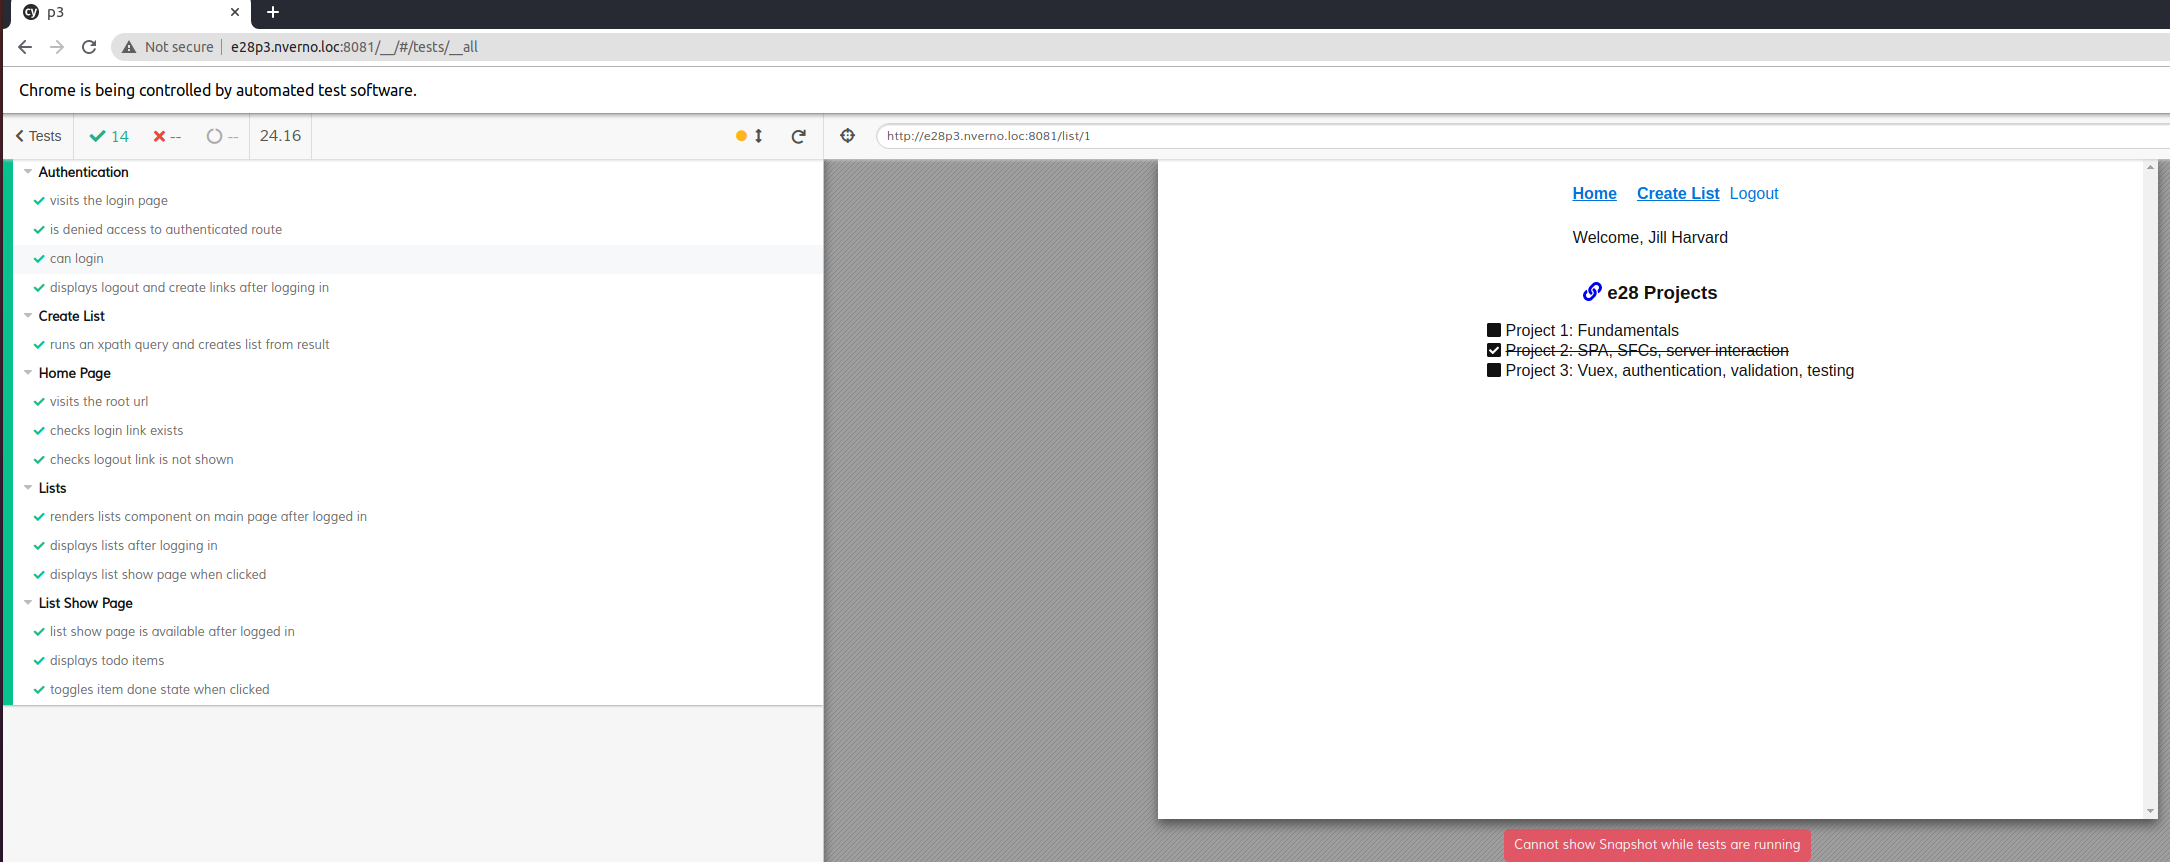 cy p3
Not secure e28p3.nverno.loc:8081/__/#/tests/__all
Chrome is being controlled by automated test software.
Tests 14 -- -- 24.16
http://e28p3.nverno.loc:8081/list/1
Authentication
visits the login page
is denied access to authenticated route
can login
displays logout and create links after logging in
Create List
runs an xpath query and creates list from result
Home Page
visits the root url
checks login link exists
checks logout link is not shown
Lists
renders lists component on main page after logged in
displays lists after logging in
displays list show page when clicked
List Show Page
list show page is available after logged in
displays todo items
toggles item done state when clicked
Home Create List Logout
Welcome, Jill Harvard
e28 Projects
Project 1: Fundamentals
Project 2: SPA, SFCs, server interaction
Project 3: Vuex, authentication, validation, testing
Cannot show Snapshot while tests are running